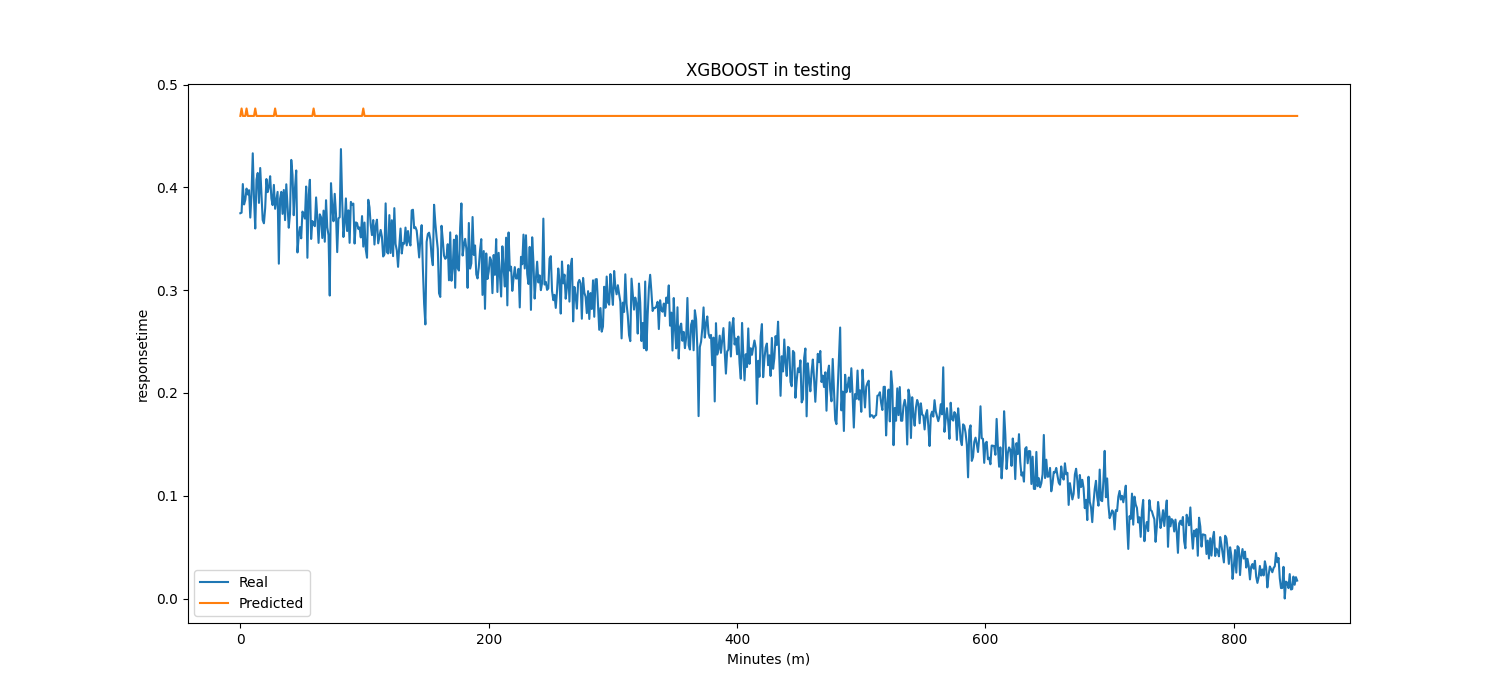 XGBOOST in testing
0.5
0.4
0.3
0.2
0.1
0.0
responsetime
Real
Predicted
0 200 400 600 800
Minutes (m)